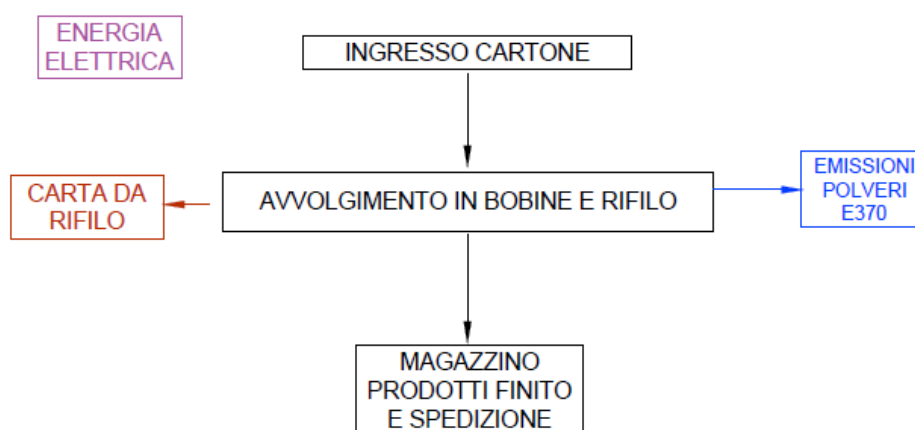 ENERGIA
ELETTRICA
INGRESSO CARTONE
CARTA DA
RIFILO
AVVOLGIMENTO IN BOBINE E RIFILO
EMISSIONI
POLVERI
E370
MAGAZZINO
PRODOTTI FINITO
E SPEDIZIONE